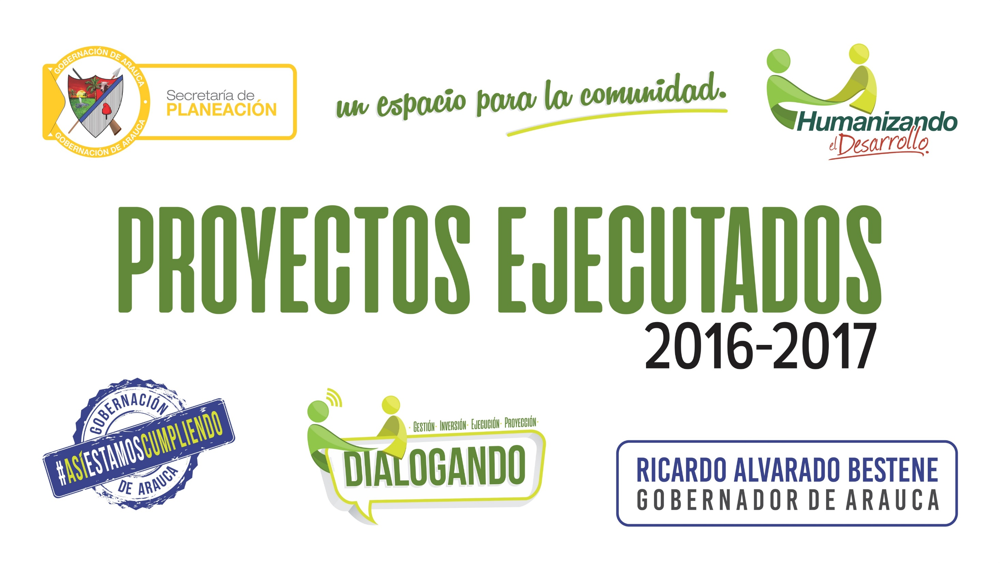 GOBERNACIÓN DE ARAUCA
Secretaría de
PLANEACIÓN
GOBERNACIÓN DE ARAUCA
un espacio para la comunidad.
Humanizando
el Desarrollo.
PROYECTOS EJECUTADOS
2016-2017
GOBERNACIÓN
#ASÍESTAMOSCUMPLIENDO
DE ARAUCA
· GESTIÓN · INVERSIÓN · EJECUCIÓN · PROYECCIÓN ·
DIALOGANDO
RICARDO ALVARADO BESTENE
GOBERNADOR DE ARAUCA